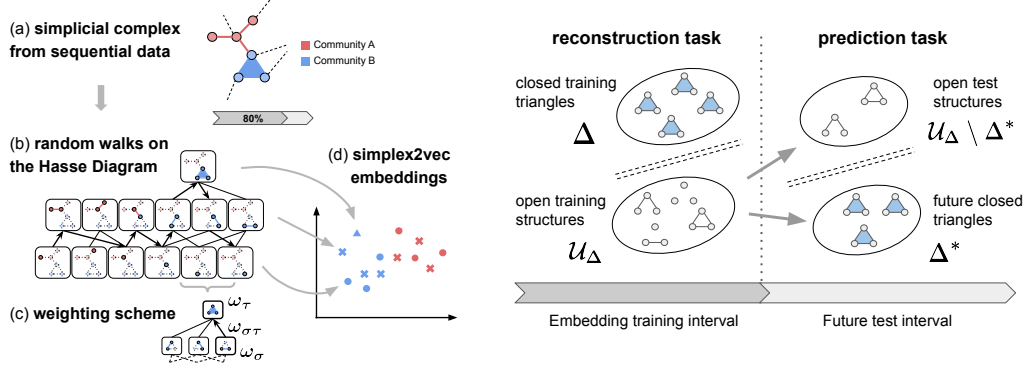 (a) simplicial complex
from sequential data
Community A
Community B
80%
(b) random walks on
the Hasse Diagram
(d) simplex2vec
embeddings
(c) weighting scheme
ω_τ
ω_στ
ω_σ
reconstruction task
prediction task
closed training
triangles
Δ
open test
structures
𝒰_Δ \ Δ*
open training
structures
𝒰_Δ
future closed
triangles
Δ*
Embedding training interval
Future test interval